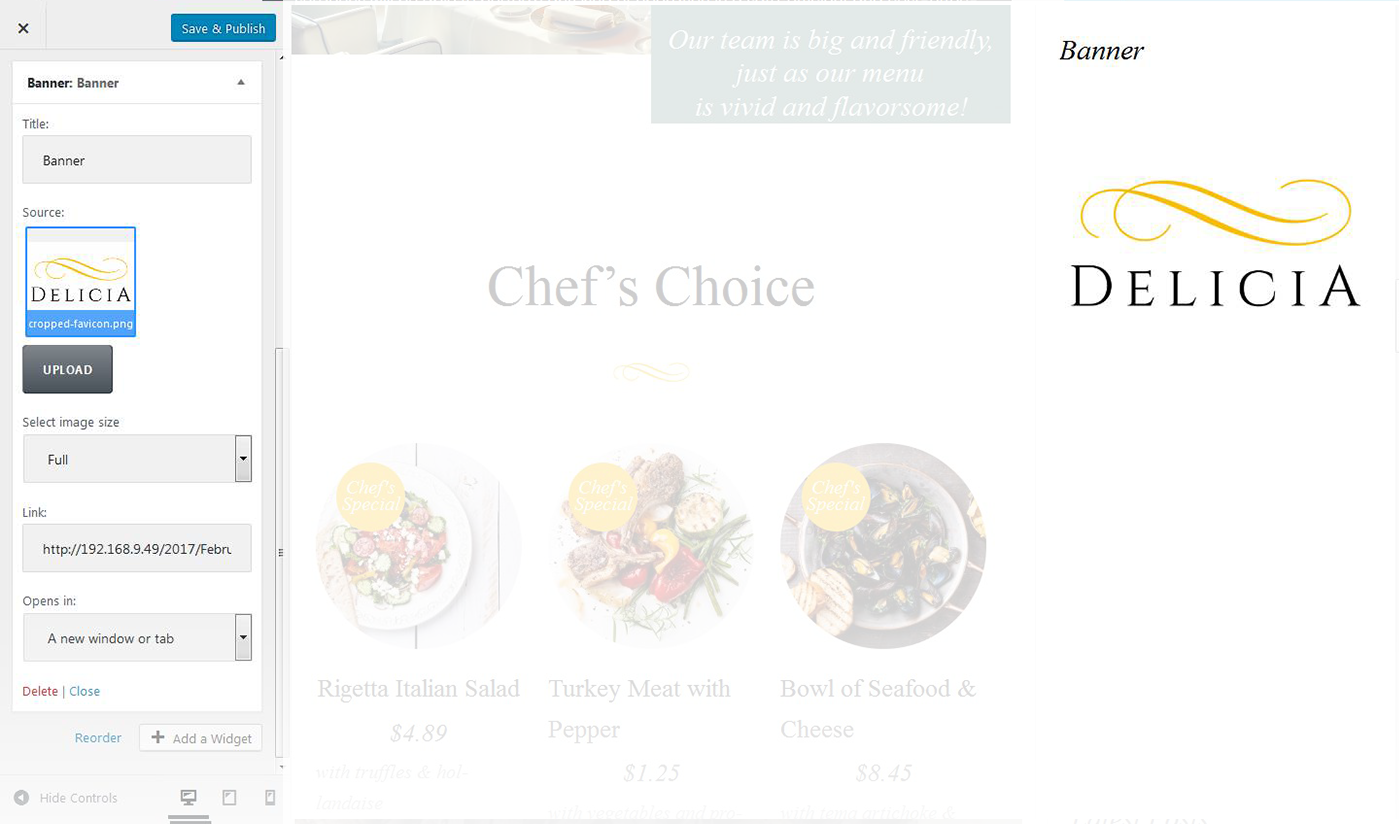 Save & Publish
Banner: Banner
Title:
Banner
Source:
DELICIA
cropped-favicon.png
UPLOAD
Select image size
Full
Link:
http://192.168.9.49/2017/Febru
Opens in:
A new window or tab
Delete | Close
Reorder
Add a Widget
Hide Controls
Our team is big and friendly,
just as our menu
is vivid and flavorsome!
Chef’s Choice
Chef's
Special
Chef's
Special
Chef's
Special
Rigetta Italian Salad
$4.89
with truffles & hol-
landaise
Turkey Meat with
Pepper
$1.25
with vegetables and pro-
Bowl of Seafood &
Cheese
$8.45
with tuna artichoke &
Banner
DELICIA